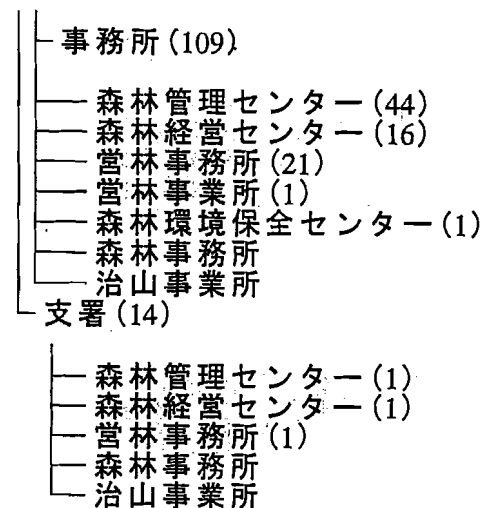 事務所(109)
森林管理センター(44)
森林経営センター(16)
営林事務所(21)
営林事業所(1)
森林環境保全センター(1)
森林事務所
治山事業所
支署(14)
森林管理センター(1)
森林経営センター(1)
営林事務所(1)
森林事務所
治山事業所